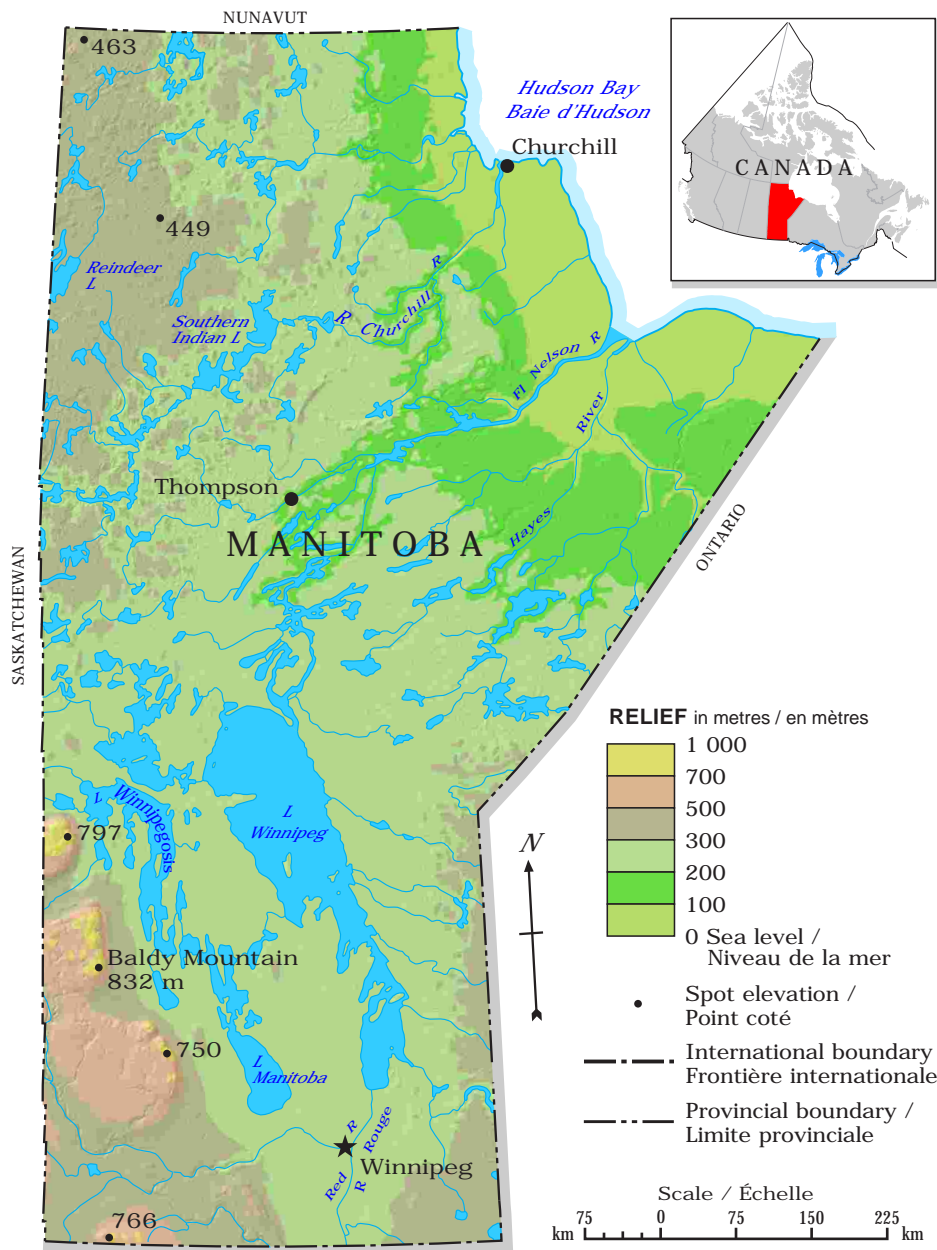 NUNAVUT
463
Hudson Bay
Baie d'Hudson
Churchill
CANADA
449
Reindeer
L
Southern
Indian L
R Churchill R
Fl Nelson R
River
Hayes
Thompson
MANITOBA
ONTARIO
SASKATCHEWAN
L Winnipegosis
L
Winnipeg
797
Baldy Mountain
832 m
750
L
Manitoba
Red R
R Rouge
Winnipeg
766
RELIEF in metres / en mètres
1 000
700
500
300
200
100
0 Sea level /
Niveau de la mer
N
Spot elevation /
Point coté
International boundary
Frontière internationale
Provincial boundary /
Limite provinciale
Scale / Échelle
km 75 0 75 150 225 km